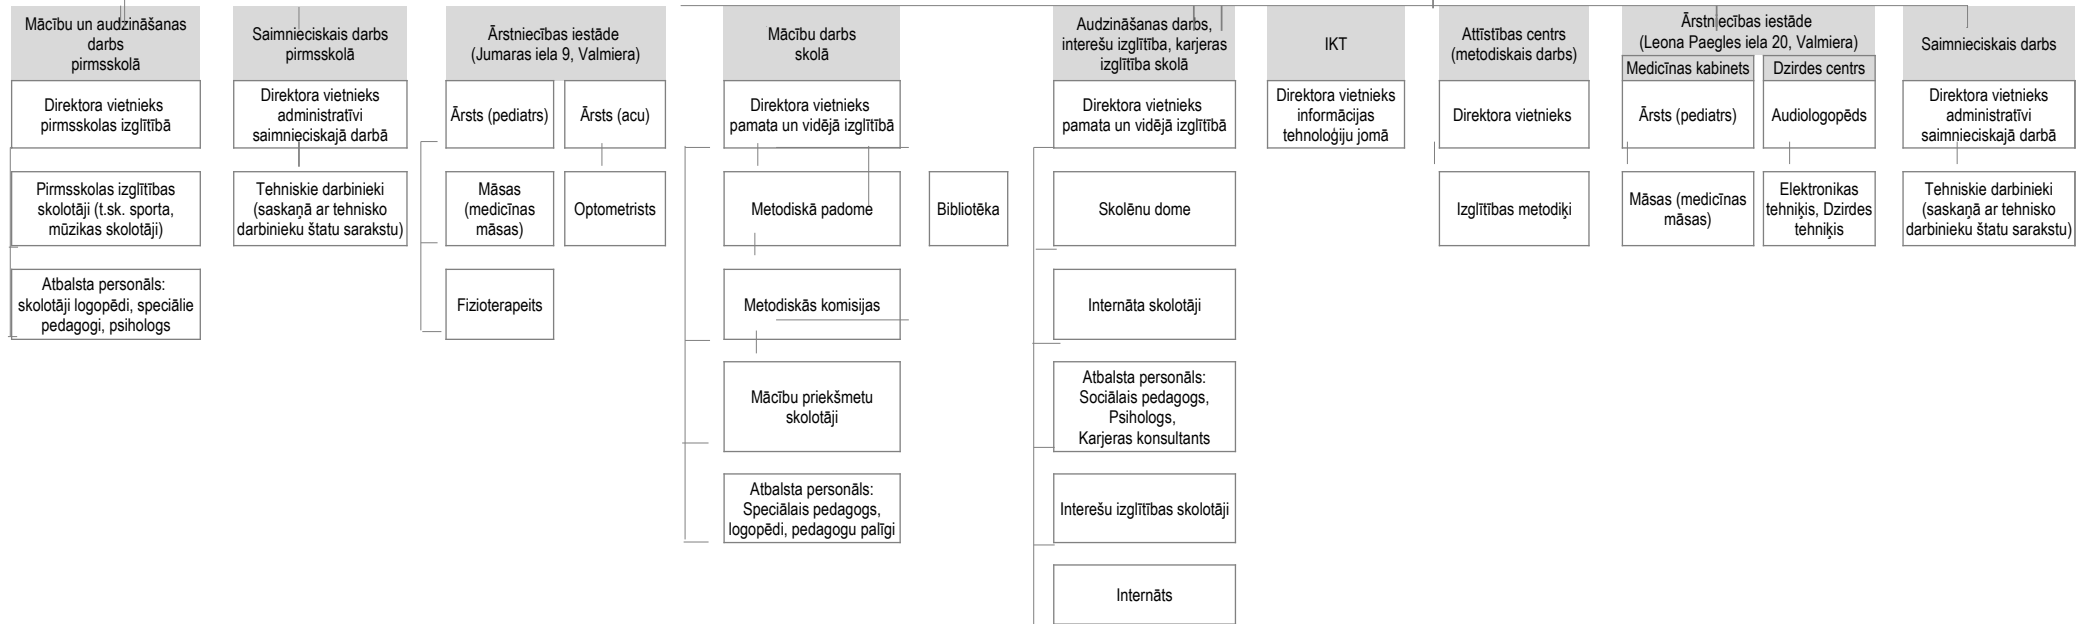 Mācību un audzināšanas
darbs
pirmsskolā
Saimnieciskais darbs
pirmsskolā
Ārstniecības iestāde
(Jumaras iela 9, Valmiera)
Mācību darbs
skolā
Audzināšanas darbs,
interešu izglītība, karjeras
izglītība skolā
IKT
Attīstības centrs
(metodiskais darbs)
Ārstniecības iestāde
(Leona Paegles iela 20, Valmiera)
Medicīnas kabinets
Dzirdes centrs
Saimnieciskais darbs
Direktora vietnieks
pirmsskolas izglītībā
Direktora vietnieks
administratīvi
saimnieciskajā darbā
Ārsts (pediatrs)
Ārsts (acu)
Direktora vietnieks
pamata un vidējā izglītībā
Direktora vietnieks
pamata un vidējā izglītībā
Direktora vietnieks
informācijas
tehnoloģiju jomā
Direktora vietnieks
Ārsts (pediatrs)
Audiologopēds
Direktora vietnieks
administratīvi
saimnieciskajā darbā
Pirmsskolas izglītības
skolotāji (t.sk. sporta,
mūzikas skolotāji)
Tehniskie darbinieki
(saskaņā ar tehnisko
darbinieku štatu sarakstu)
Māsas
(medicīnas
māsas)
Optometrists
Metodiskā padome
Bibliotēka
Skolēnu dome
Izglītības metodiķi
Māsas (medicīnas
māsas)
Elektronikas
tehniķis, Dzirdes
tehniķis
Tehniskie darbinieki
(saskaņā ar tehnisko
darbinieku štatu sarakstu)
Atbalsta personāls:
skolotāji logopēdi, speciālie
pedagogi, psihologs
Fizioterapeits
Metodiskās komisijas
Internāta skolotāji
Mācību priekšmetu
skolotāji
Atbalsta personāls:
Sociālais pedagogs,
Psihologs,
Karjeras konsultants
Atbalsta personāls:
Speciālais pedagogs,
logopēdi, pedagogu palīgi
Interešu izglītības skolotāji
Internāts